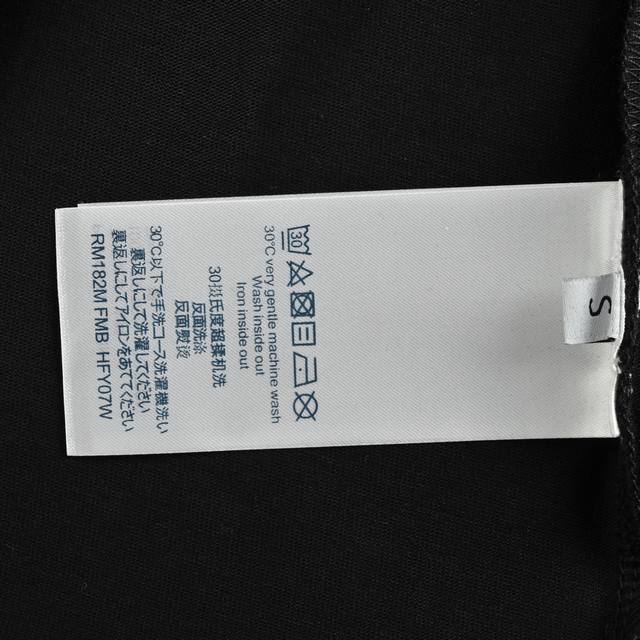 30
30°C very gentle machine wash
Wash inside out
Iron inside out
30摄氏度超揉机洗
反面洗涤
反面熨烫
30℃以下で手洗コース洗濯機洗い
裏返しにして洗濯してください
裏返しにしてアイロンをあててください
RM182M FMB HFY07W
S